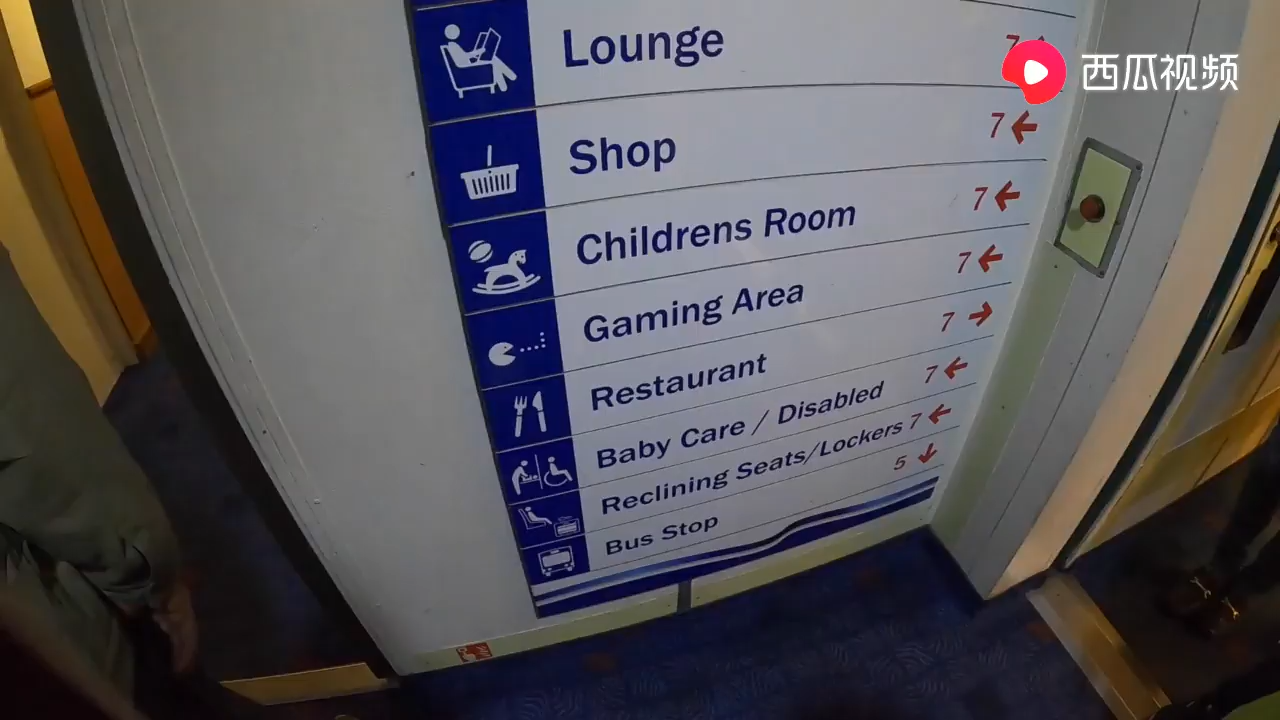 Lounge 7
西瓜视频
Shop 7 ←
Childrens Room 7 ←
Gaming Area 7 ←
Restaurant 7 →
Baby Care / Disabled 7 ←
Reclining Seats/Lockers 7 ←
Bus Stop 5 ↓